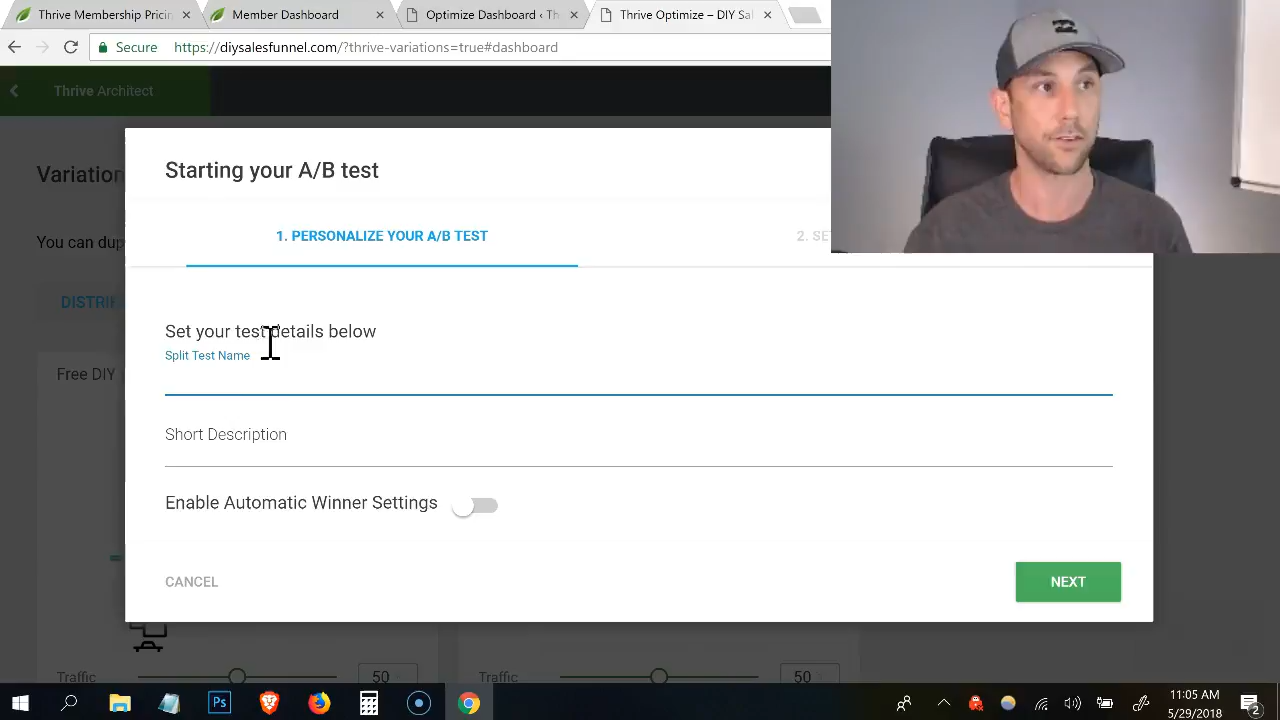 Thrive Membership Pricin
Membership Dashboard
Optimize Dashboard - Th
Thrive Optimize – DIY Sal
Secure
https://diysalesfunnel.com/?thrive-variations=true#dashboard
Thrive Architect
Variation
You can dup
DISTRI
Free DIY
Starting your A/B test
1. PERSONALIZE YOUR A/B TEST
2. SE
Set your test details below
Split Test Name
Short Description
Enable Automatic Winner Settings
CANCEL
NEXT
Traffic
50
Traffic
50
Ps
11:05 AM
5/29/2018
2